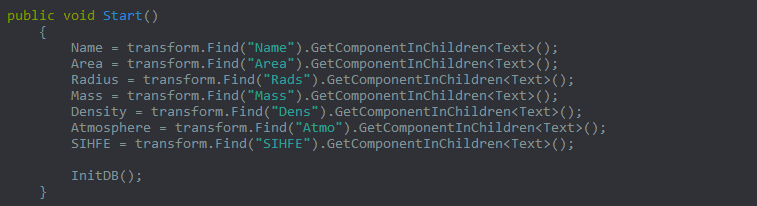 public void Start()
{
Name = transform.Find("Name").GetComponentInChildren<Text>();
Area = transform.Find("Area").GetComponentInChildren<Text>();
Radius = transform.Find("Rads").GetComponentInChildren<Text>();
Mass = transform.Find("Mass").GetComponentInChildren<Text>();
Density = transform.Find("Dens").GetComponentInChildren<Text>();
Atmosphere = transform.Find("Atmo").GetComponentInChildren<Text>();
SIHFE = transform.Find("SIHFE").GetComponentInChildren<Text>();
InitDB();
}